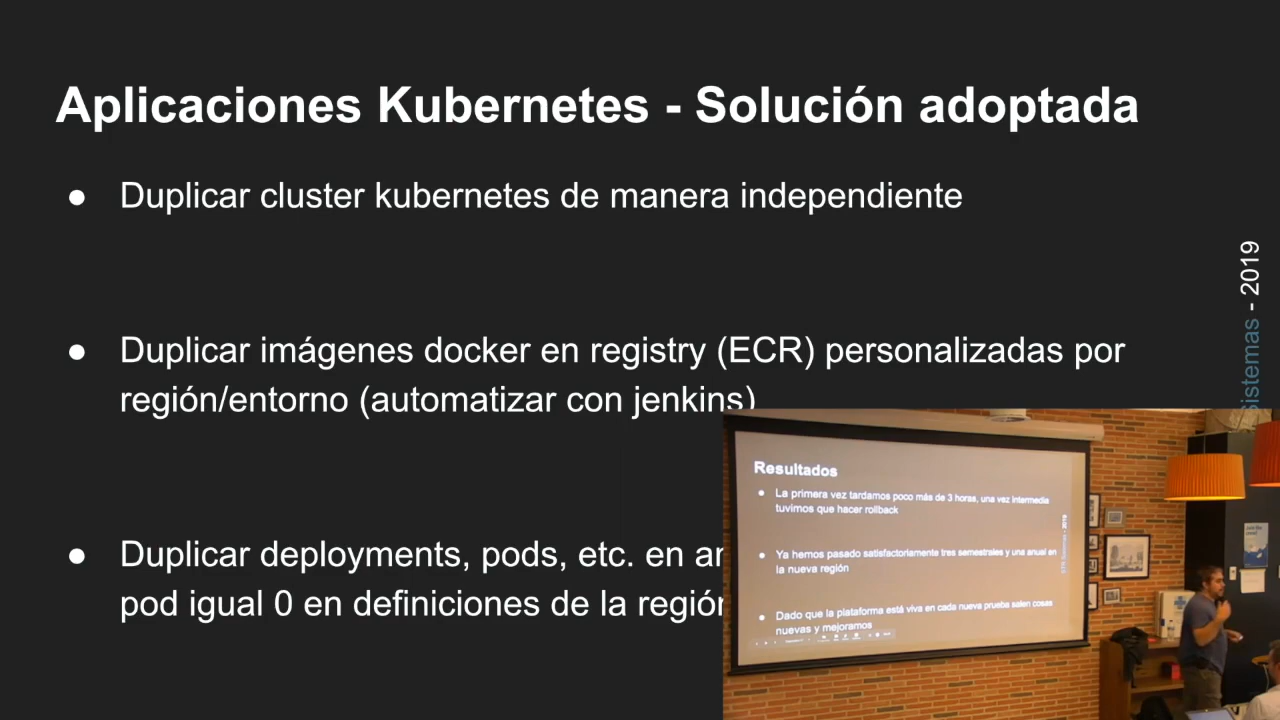 Aplicaciones Kubernetes - Solución adoptada
● Duplicar cluster kubernetes de manera independiente
● Duplicar imágenes docker en registry (ECR) personalizadas por
región/entorno (automatizar con jenkins)
● Duplicar deployments, pods, etc. en
pod igual 0 en definiciones de la región
Sistemas - 2019
Resultados
● La primera vez tardamos poco más de 3 horas, una vez intermedia
tuvimos que hacer rollback
● Ya hemos pasado satisfactoriamente tres semestrales y una anual en
la nueva región
● Dado que la plataforma está viva en cada nueva prueba salen cosas
nuevas y mejoramos